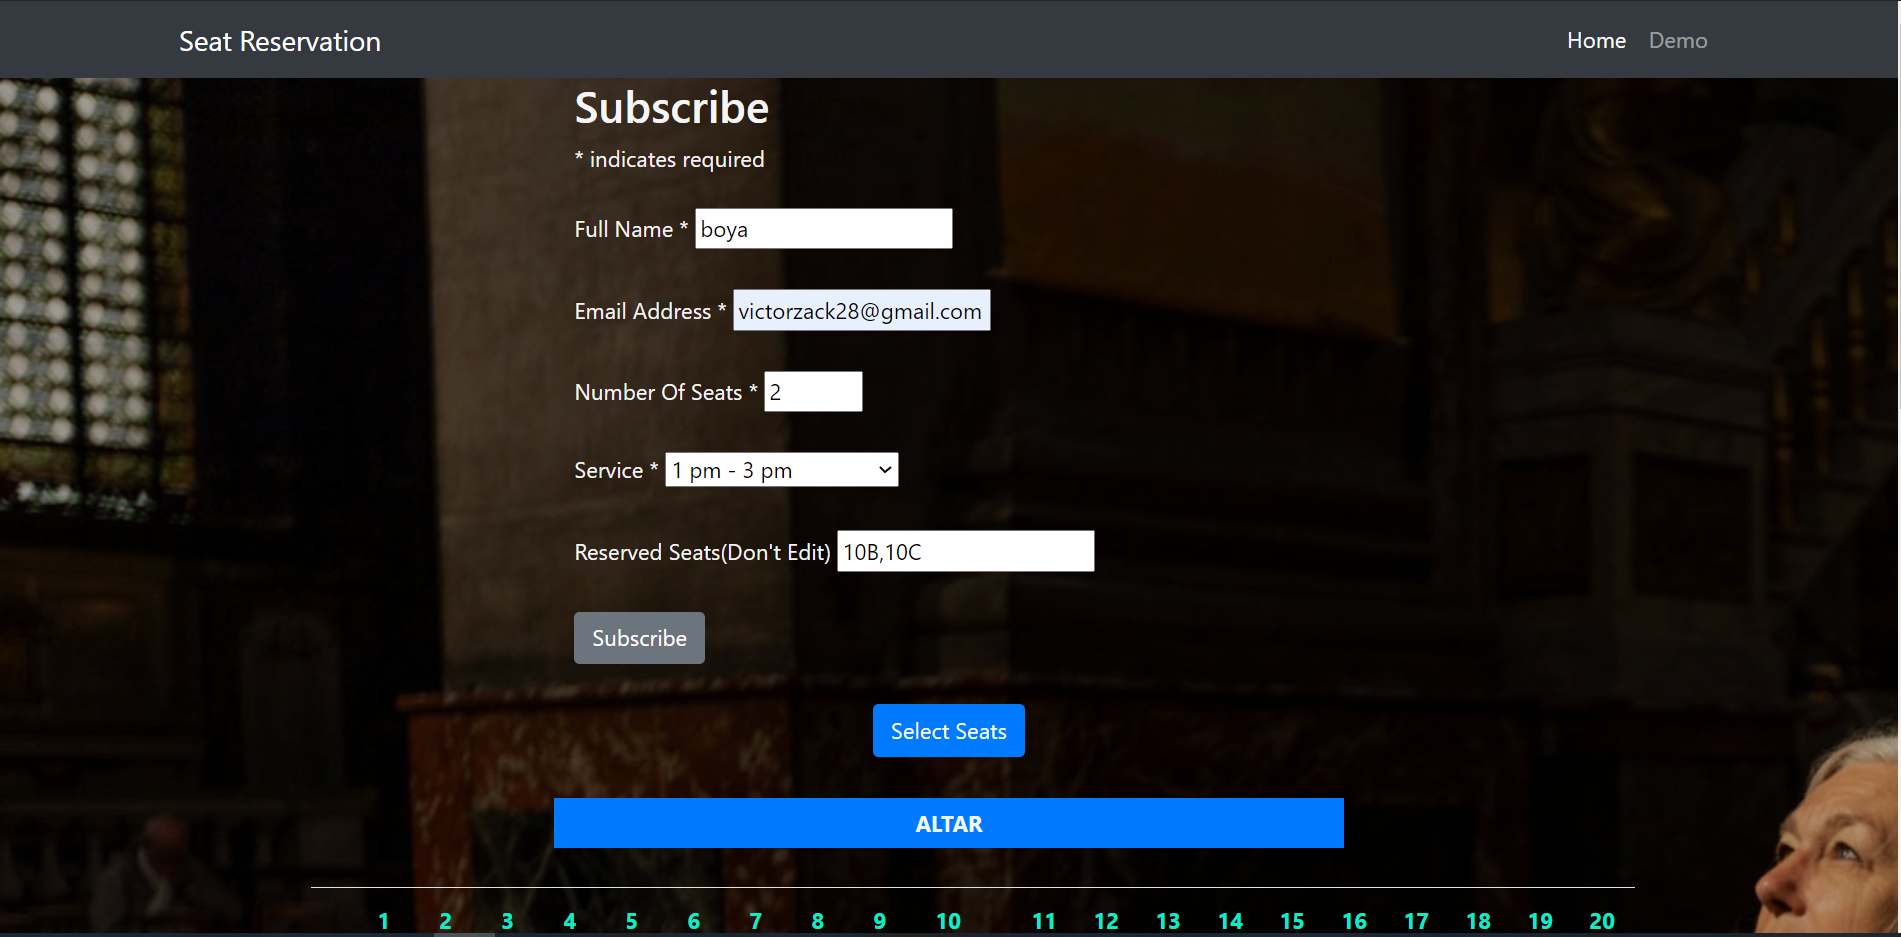 Seat Reservation Home Demo
Subscribe
* indicates required
Full Name * boya
Email Address * victorzack28@gmail.com
Number Of Seats * 2
Service * 1 pm - 3 pm
Reserved Seats(Don't Edit) 10B,10C
Subscribe
Select Seats
ALTAR
1 2 3 4 5 6 7 8 9 10 11 12 13 14 15 16 17 18 19 20